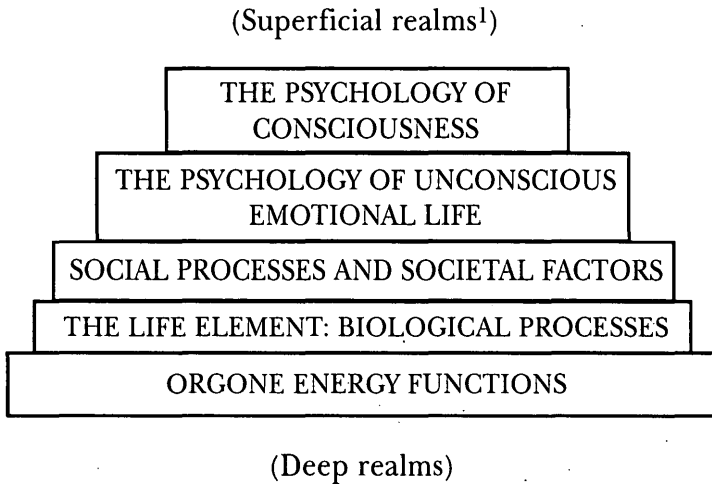 (Superficial realms¹)
THE PSYCHOLOGY OF
CONSCIOUSNESS
THE PSYCHOLOGY OF UNCONSCIOUS
EMOTIONAL LIFE
SOCIAL PROCESSES AND SOCIETAL FACTORS
THE LIFE ELEMENT: BIOLOGICAL PROCESSES
ORGONE ENERGY FUNCTIONS
(Deep realms)